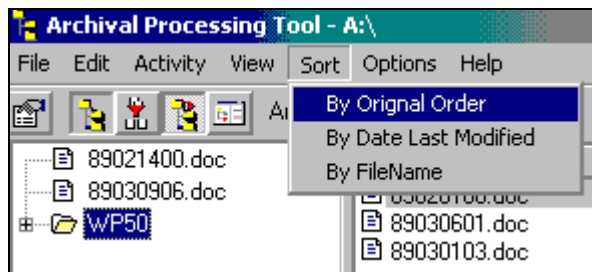 Archival Processing Tool - A:\
File Edit Activity View Sort Options Help
By Orignal Order
By Date Last Modified
By FileName
89021400.doc
89030906.doc
WP50
89030601.doc
89030103.doc